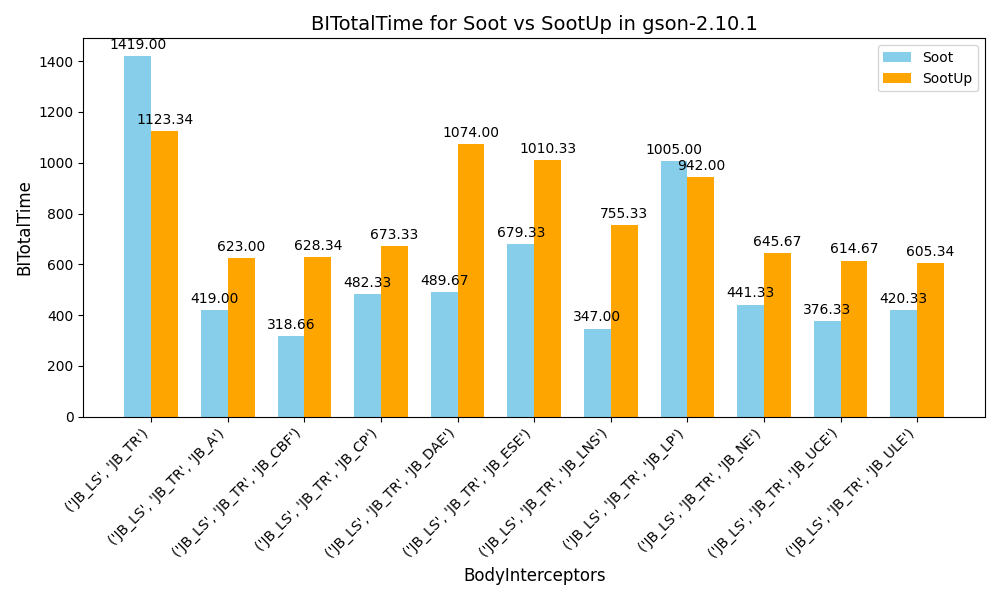 BITotalTime for Soot vs SootUp in gson-2.10.1
BITotalTime
1400
1200
1000
800
600
400
200
0
Soot
SootUp
1419.00
1123.34
419.00
623.00
318.66
628.34
482.33
673.33
489.67
1074.00
679.33
1010.33
347.00
755.33
1005.00
942.00
441.33
645.67
376.33
614.67
420.33
605.34
('JB_LS', 'JB_TR')
('JB_LS', 'JB_TR', 'JB_A')
('JB_LS', 'JB_TR', 'JB_CBF')
('JB_LS', 'JB_TR', 'JB_CP')
('JB_LS', 'JB_TR', 'JB_DAE')
('JB_LS', 'JB_TR', 'JB_ESE')
('JB_LS', 'JB_TR', 'JB_LNS')
('JB_LS', 'JB_TR', 'JB_LP')
('JB_LS', 'JB_TR', 'JB_NE')
('JB_LS', 'JB_TR', 'JB_UCE')
('JB_LS', 'JB_TR', 'JB_ULE')
BodyInterceptors